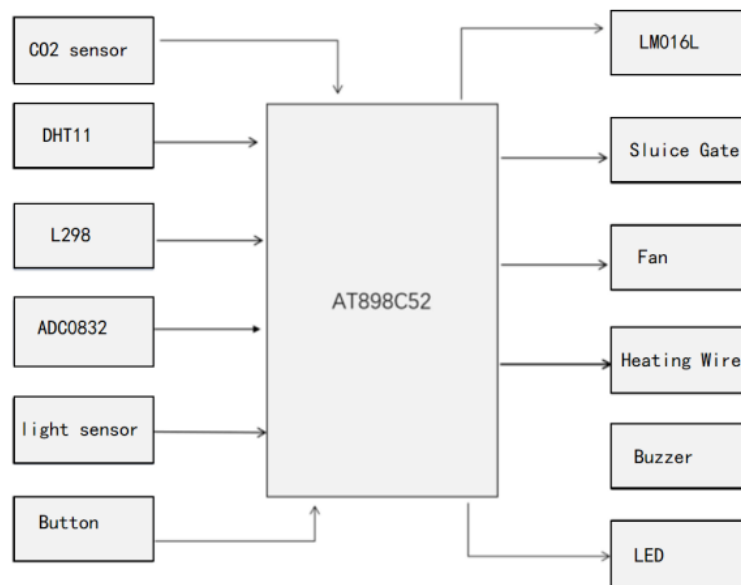 CO2 sensor
DHT11
L298
ADC0832
light sensor
Button
AT898C52
LM016L
Sluice Gate
Fan
Heating Wire
Buzzer
LED